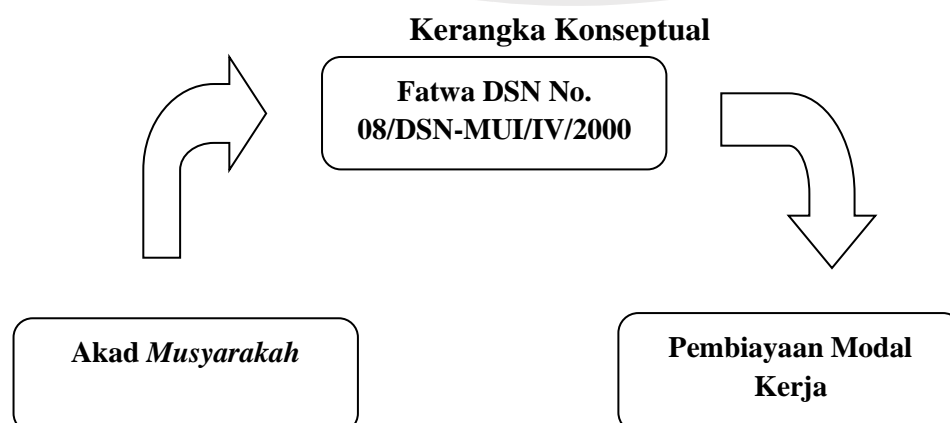 Kerangka Konseptual
Fatwa DSN No.
08/DSN-MUI/IV/2000
Akad Musyarakah
Pembiayaan Modal
Kerja